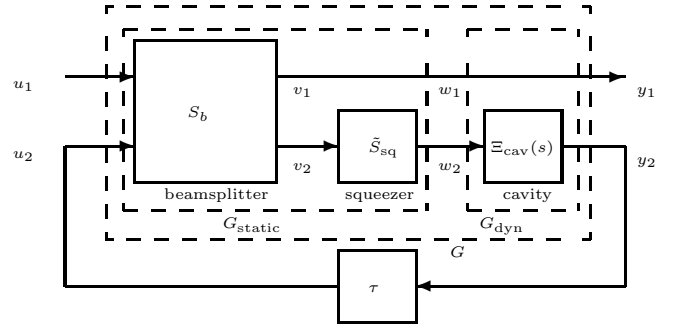 u₁ v₁ w₁ y₁
S_b
S̃_sq Ξ_cav(s)
u₂ v₂ w₂ y₂
beamsplitter squeezer cavity
G_static G_dyn
G
τ